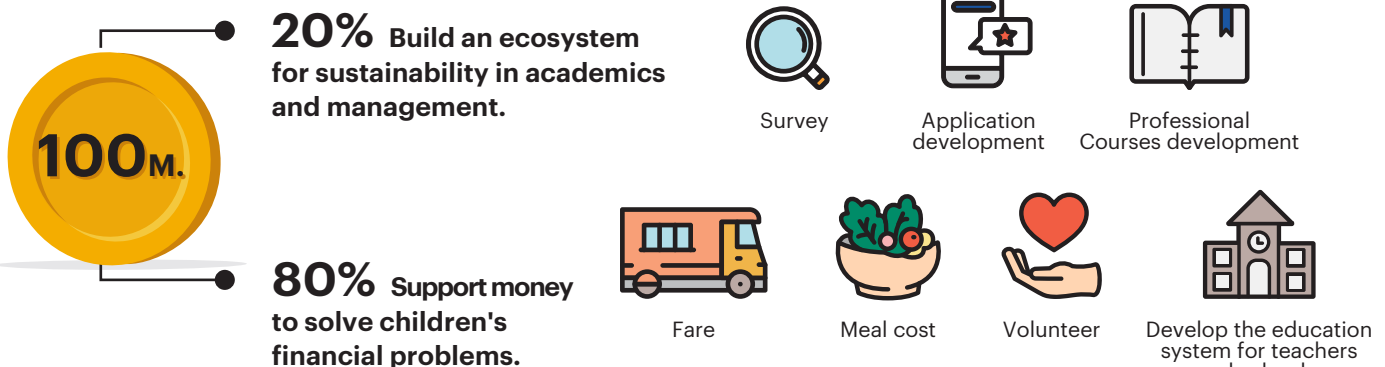 100M.
20% Build an ecosystem
for sustainability in academics
and management.
Survey
Application
development
Professional
Courses development
80% Support money
to solve children's
financial problems.
Fare
Meal cost
Volunteer
Develop the education
system for teachers